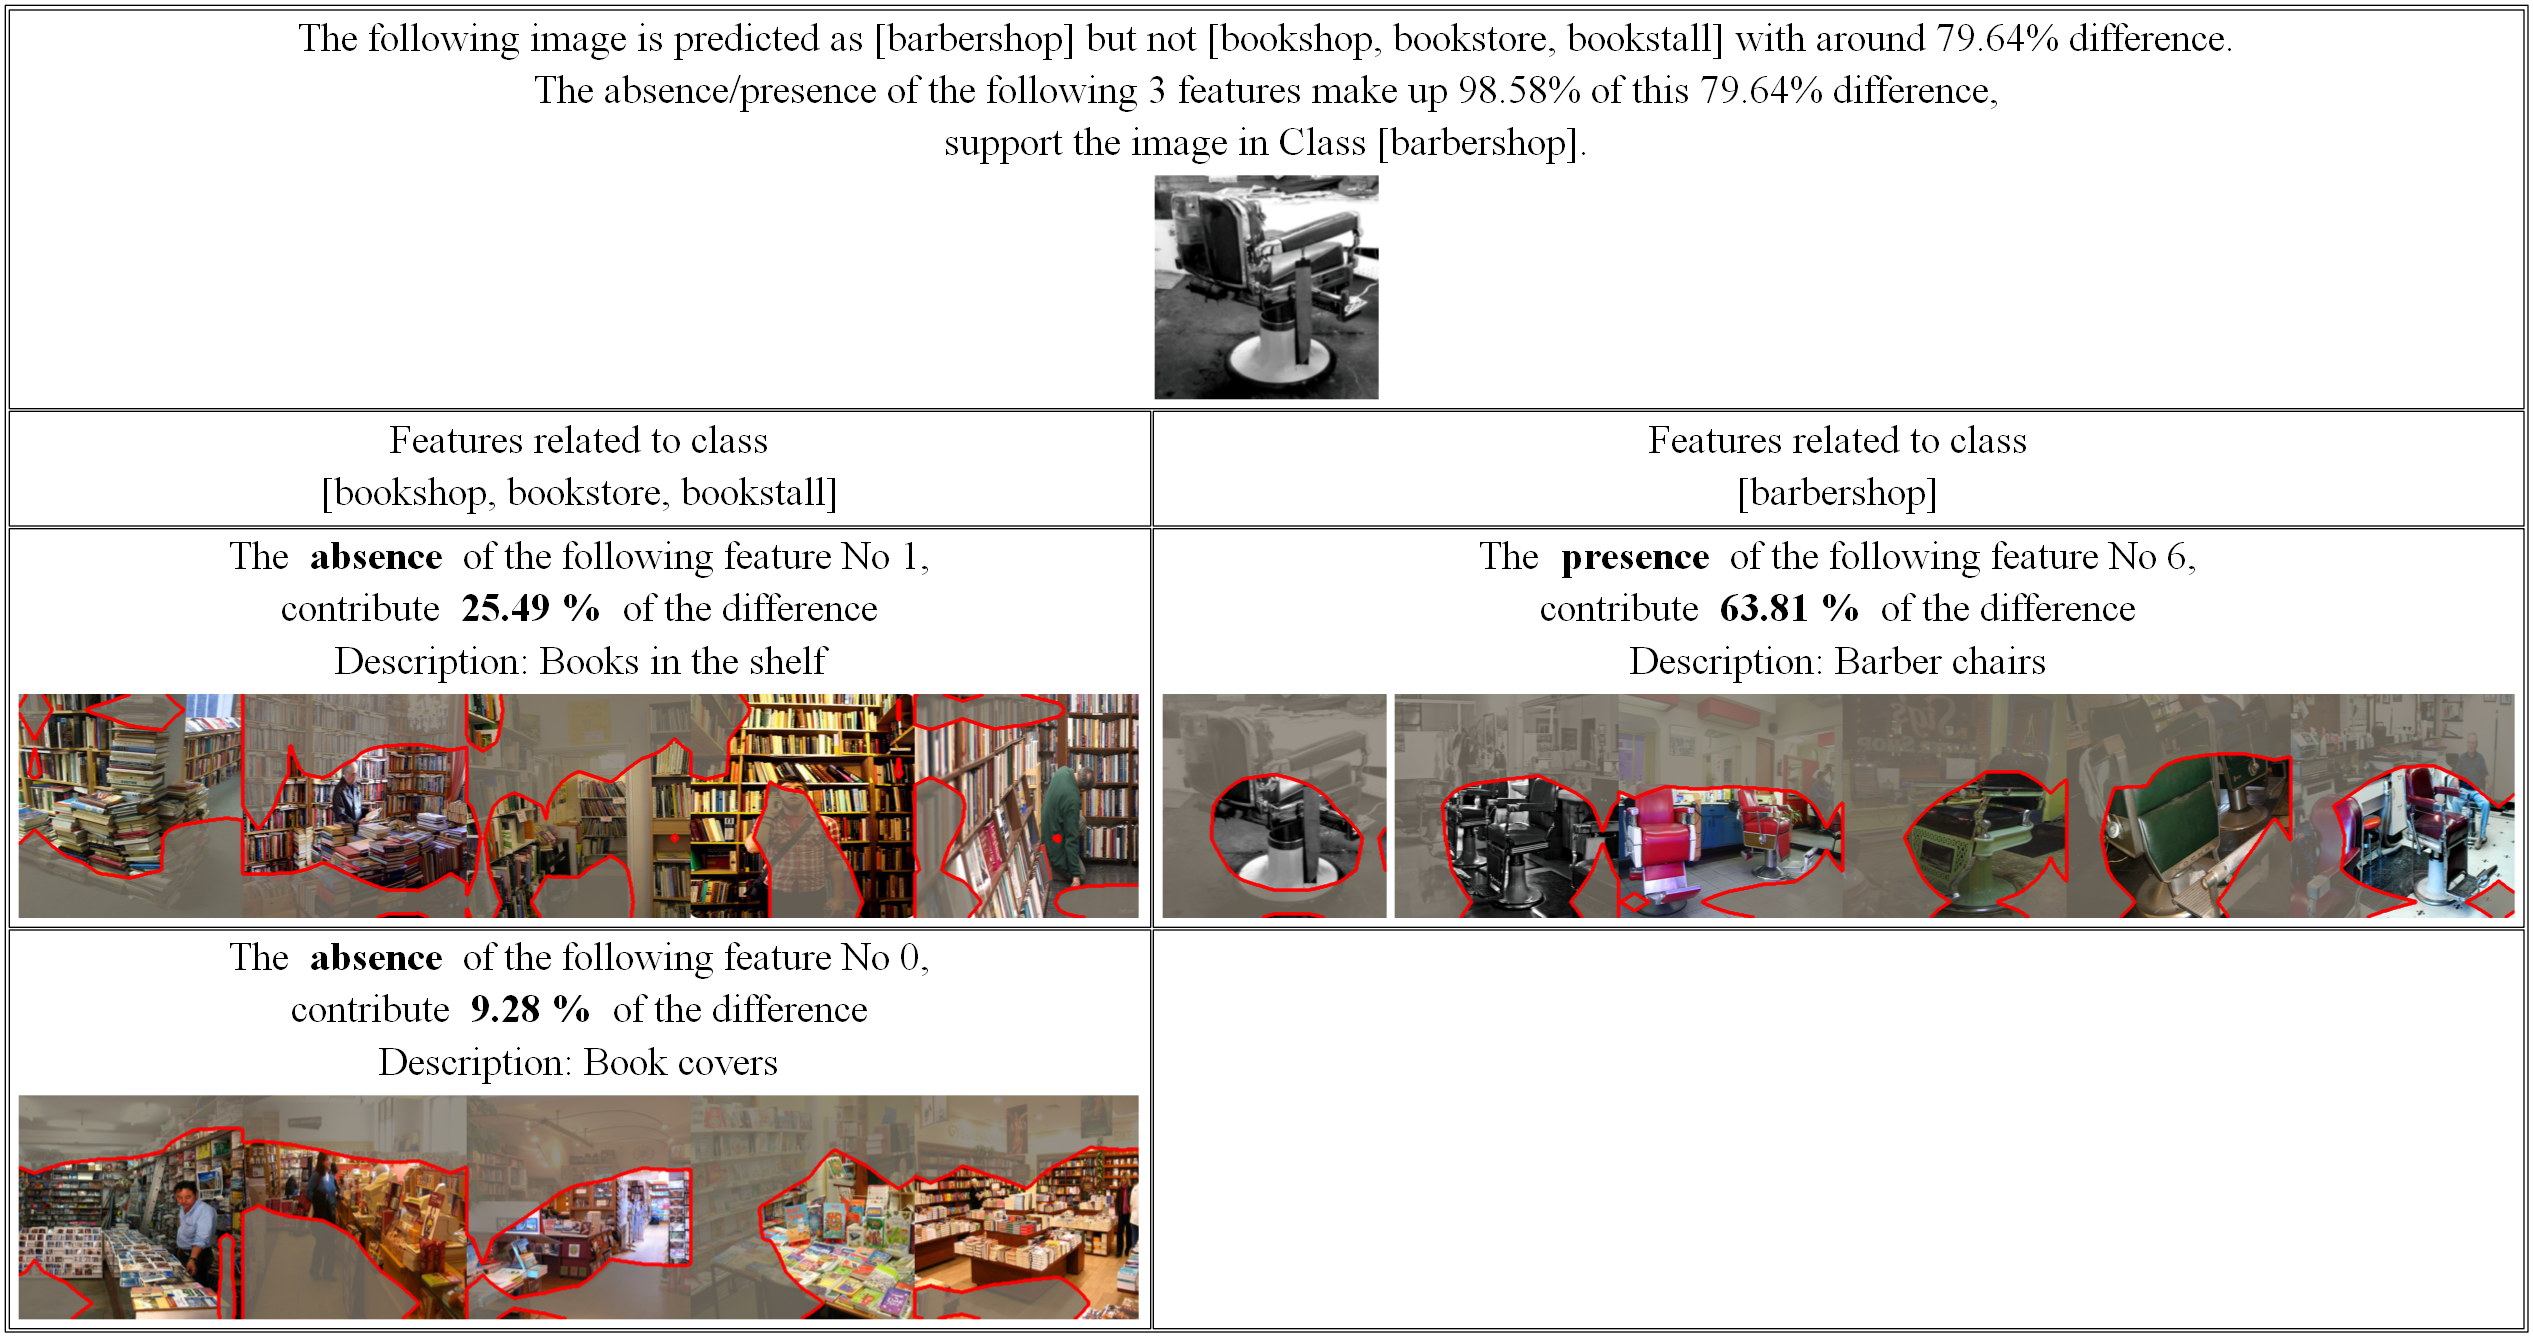 The following image is predicted as [barbershop] but not [bookshop, bookstore, bookstall] with around 79.64% difference.
The absence/presence of the following 3 features make up 98.58% of this 79.64% difference,
support the image in Class [barbershop].
Features related to class
[bookshop, bookstore, bookstall]
Features related to class
[barbershop]
The absence of the following feature No 1,
contribute 25.49 % of the difference
Description: Books in the shelf
The presence of the following feature No 6,
contribute 63.81 % of the difference
Description: Barber chairs
The absence of the following feature No 0,
contribute 9.28 % of the difference
Description: Book covers